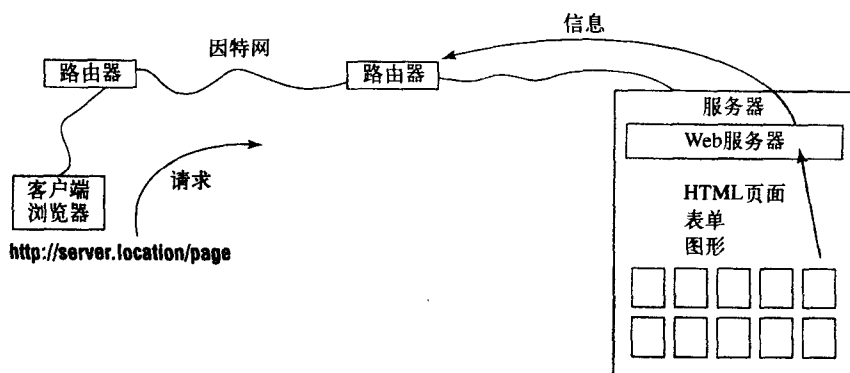 信息
因特网
路由器
路由器
服务器
Web服务器
请求
客户端
浏览器
HTML页面
表单
图形
http://server.location/page